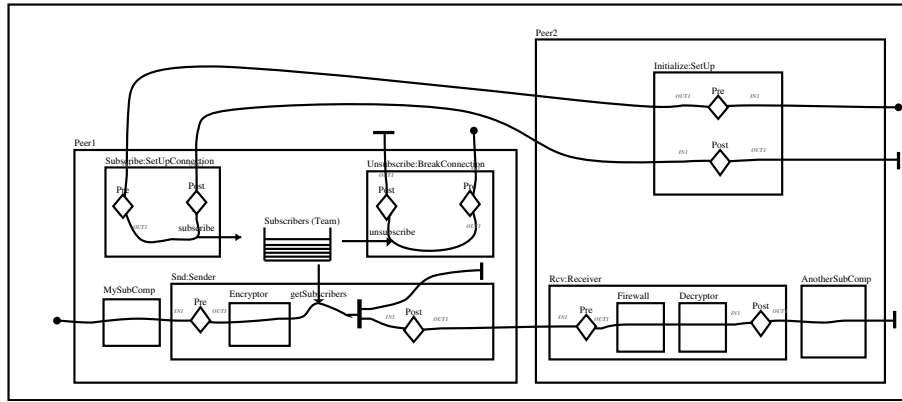 Peer2
Initialize:SetUp
OUT1
Pre
IN1
IN1
Post
OUT1
Peer1
Subscribe:SetUpConnection
Pre
Post
OUT1
subscribe
Subscribers (Team)
OUT1
Unsubscribe:BreakConnection
Post
Pre
OUT1
unsubscribe
MySubComp
Snd:Sender
IN1
Pre
OUT1
Encryptor
getSubscribers
IN1
Post
OUT1
Rcv:Receiver
IN1
Pre
OUT1
Firewall
Decryptor
IN1
Post
OUT1
AnotherSubComp